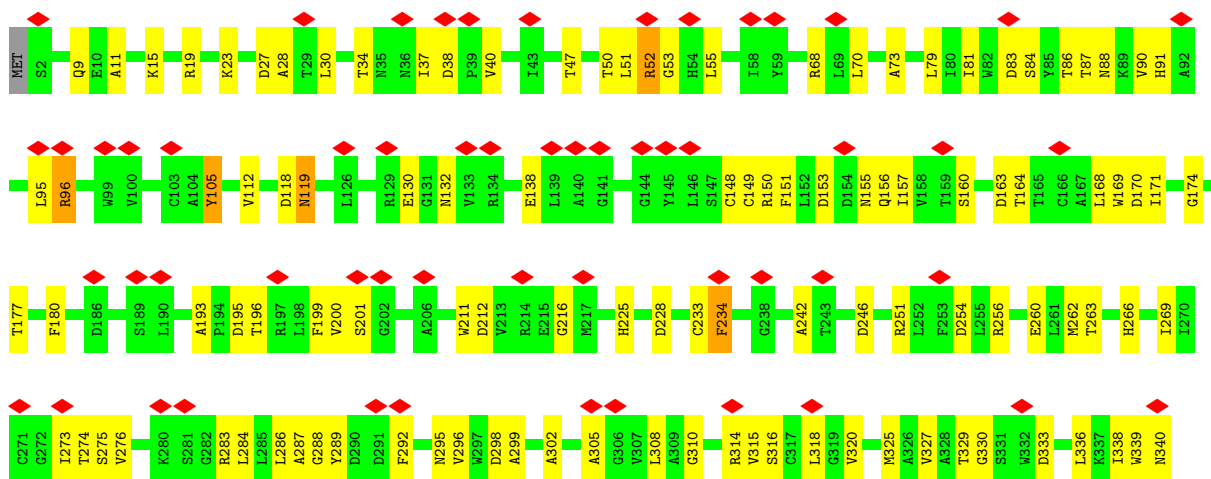 MET S2 Q9 E10 A11 K15 R19 K23 D27 A28 T29 L30 T34 N35 N36 I37 D38 P39 V40 I43 T47 T50 L51 R52 G53 H54 L55 I58 Y59 R68 L69 L70 A73 L79 I80 I81 W82 D83 S84 Y85 T86 T87 N88 K89 V90 H91 A92
L95 R96 W99 V100 C103 A104 Y105 V112 D118 N119 L126 R129 E130 G131 N132 V133 R134 E138 L139 A140 G141 G144 Y145 L146 S147 C148 C149 R150 F151 L152 D153 D154 N155 Q156 I157 V158 T159 S160 D163 T164 T165 C166 A167 L168 W169 D170 I171 G174
T177 F180 D186 S189 L190 A193 P194 D195 T196 R197 L198 F199 V200 S201 G202 A206 W211 D212 V213 R214 E215 G216 M217 H225 D228 C233 F234 G238 A242 T243 D246 R251 L252 F253 D254 L255 R256 E260 L261 M262 T263 H266 I269 I270
C271 G272 I273 T274 S275 V276 K280 S281 G282 R283 L284 L285 L286 A287 G288 Y289 D290 D291 F292 N295 V296 W297 D298 A299 A302 A305 G306 V307 L308 A309 G310 R314 V315 S316 C317 L318 G319 V320 M325 A326 V327 A328 T329 G330 S331 W332 D333 L336 K337 I338 W339 N340